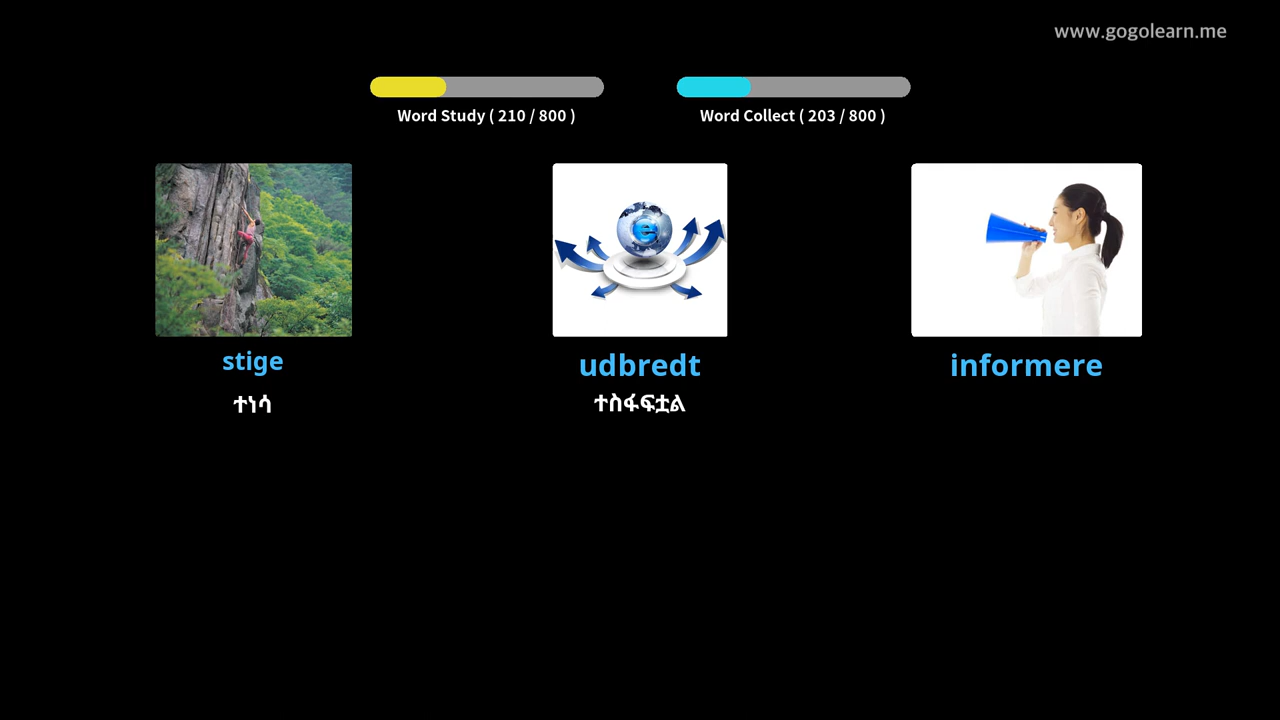 www.gogolearn.me
Word Study ( 210 / 800 )
Word Collect ( 203 / 800 )
stige
udbredt
informere
ተነሳ
ተስፋፍቷል